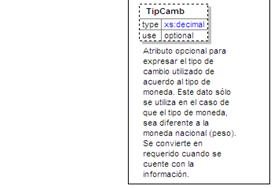 TipCamb
type xs:decimal
use optional
Atributo opcional para
expresar el tipo de
cambio utilizado de
acuerdo al tipo de
moneda. Este dato sólo
se utiliza en el caso de
que el tipo de moneda,
sea diferente a la
moneda nacional (peso).
Se convierte en
requerido cuando se
cuente con la
información.